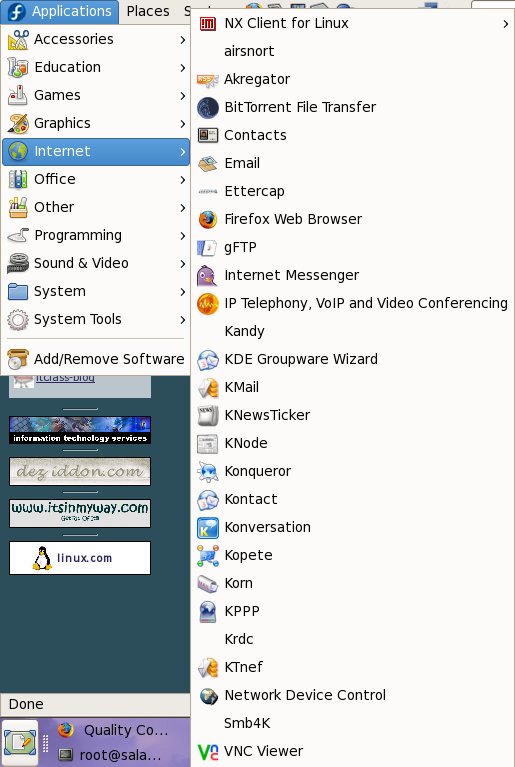 Applications Places
Accessories
Education
Games
Graphics
Internet
Office
Other
Programming
Sound & Video
System
System Tools
Add/Remove Software
itclass-blog
information technology services
dez iddon.com
www.itsinmyway.com
linux.com
Done
Quality Co...
root@sala...
NX Client for Linux
airsnort
Akregator
BitTorrent File Transfer
Contacts
Email
Ettercap
Firefox Web Browser
gFTP
Internet Messenger
IP Telephony, VoIP and Video Conferencing
Kandy
KDE Groupware Wizard
KMail
KNewsTicker
KNode
Konqueror
Kontact
Konversation
Kopete
Korn
KPPP
Krdc
KTnef
Network Device Control
Smb4K
VNC Viewer